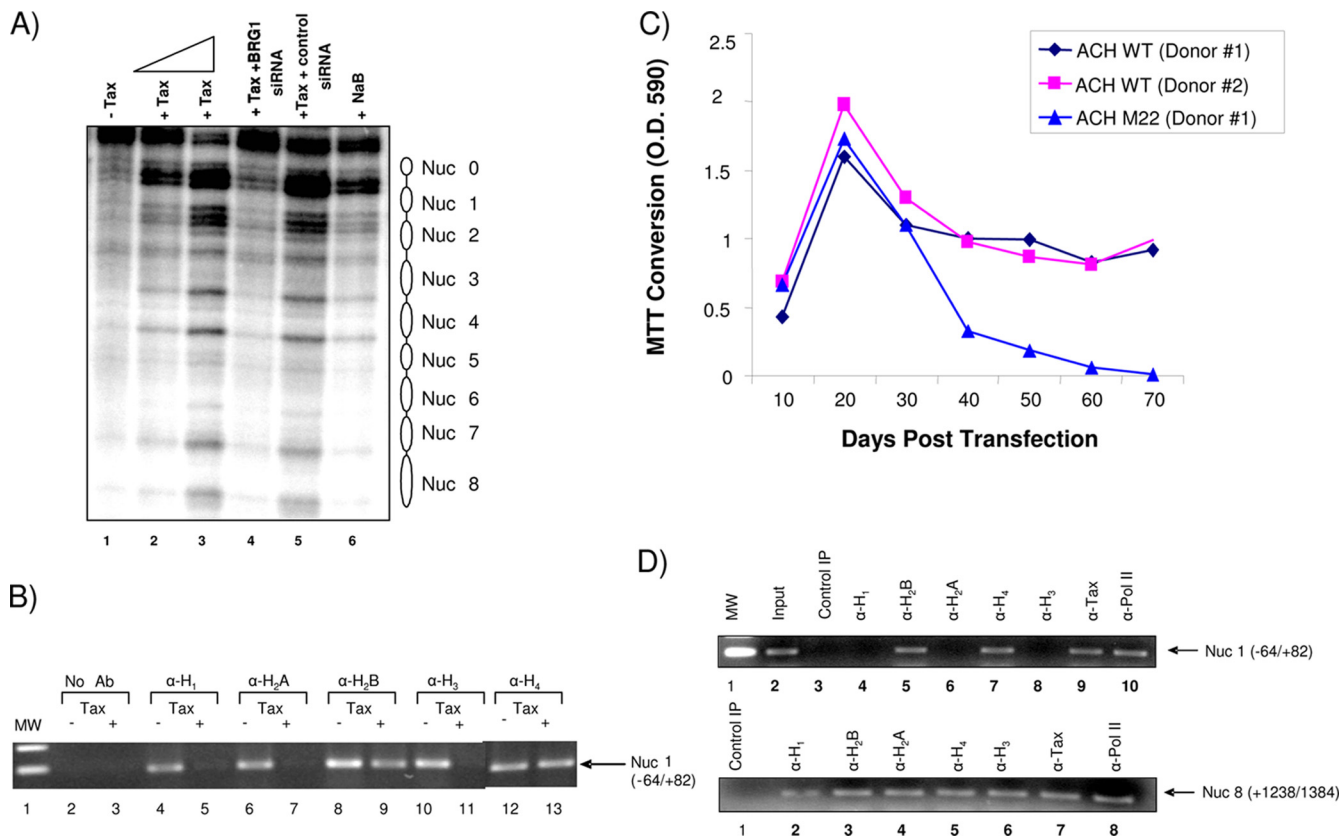 A)
- Tax
+ Tax
+ Tax
+ Tax +BRG1
siRNA
+Tax + control
siRNA
+ NaB
Nuc 0
Nuc 1
Nuc 2
Nuc 3
Nuc 4
Nuc 5
Nuc 6
Nuc 7
Nuc 8
1 2 3 4 5 6
B)
No Ab α-H₁ α-H₂A α-H₂B α-H₃ α-H₄
Tax Tax Tax Tax Tax Tax
MW - + - + - + - + - + - +
Nuc 1
(-64/+82)
1 2 3 4 5 6 7 8 9 10 11 12 13
C)
MTT Conversion (O.D. 590)
2.5
2
1.5
1
0.5
0
10 20 30 40 50 60 70
Days Post Transfection
ACH WT (Donor #1)
ACH WT (Donor #2)
ACH M22 (Donor #1)
D)
MW
Input
Control IP
α-H₁
α-H₂B
α-H₂A
α-H₄
α-H₃
α-Tax
α-Pol II
Nuc 1 (-64/+82)
1 2 3 4 5 6 7 8 9 10
Control IP
α-H₁
α-H₂B
α-H₂A
α-H₄
α-H₃
α-Tax
α-Pol II
Nuc 8 (+1238/1384)
1 2 3 4 5 6 7 8